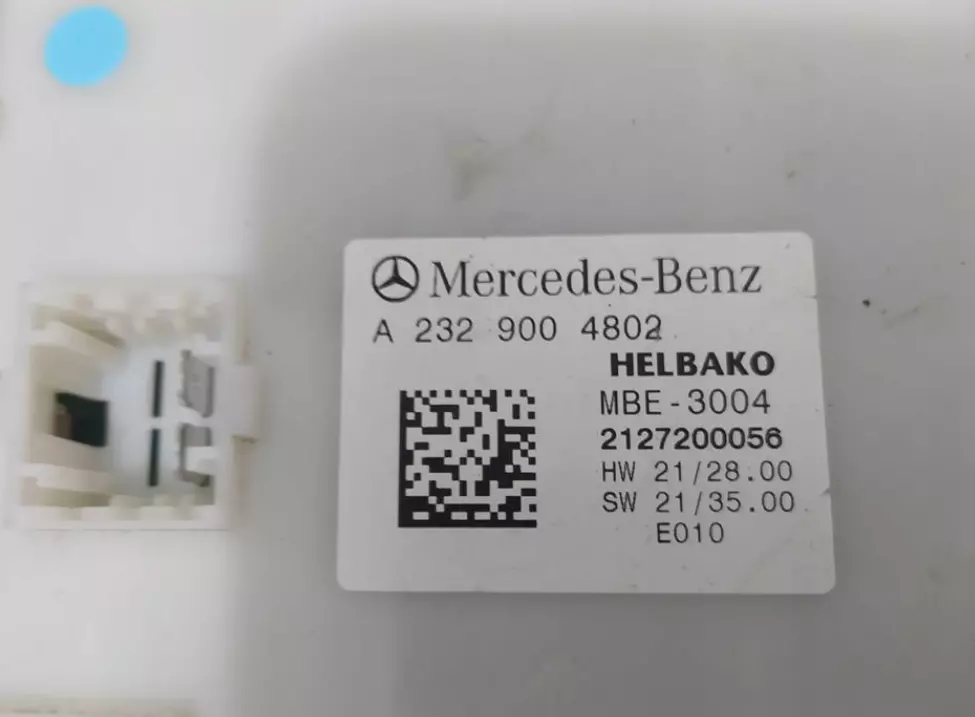 Mercedes-Benz
A 232 900 4802
HELBAKO
MBE-3004
2127200056
HW 21/28.00
SW 21/35.00
E010